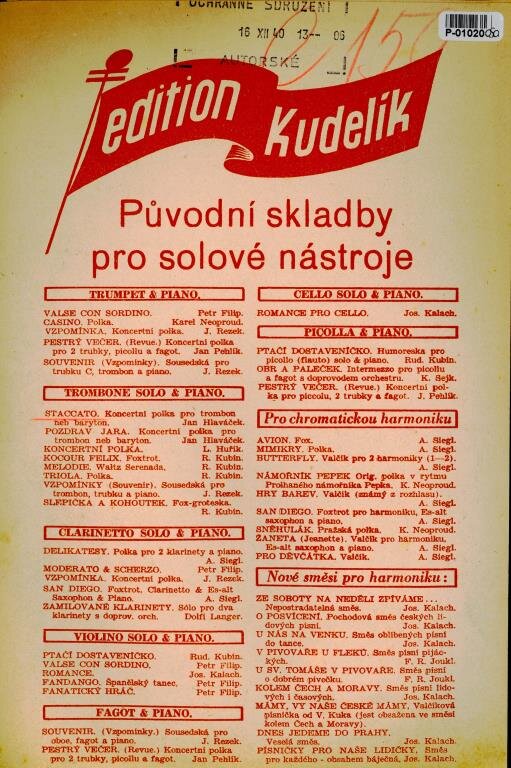 OCHRANNÉ SDRUŽENÍ
16 XII 40 13-- 06
AUTORSKÉ
P-0102000
edition Kudelík
Původní skladby
pro solové nástroje
TRUMPET & PIANO.
VALSE CON SORDINO. Petr Filip.
CASINO. Polka. Karel Neoproud.
VZPOMÍNKA. Koncertní polka. J. Rezek.
PESTRÝ VEČER. (Revue.) Koncertní polka
pro 2 trubky, picollu a fagot. Jan Pehlík.
SOUVENIR (Vzpomínky). Sousedská pro
trubku C, trombon a piano. J. Rezek.
TROMBONE SOLO & PIANO.
STACCATO. Koncertní polka pro trombon
neb baryton. Jan Hlaváček.
POZDRAV JARA. Koncertní polka pro
trombon neb baryton. Jan Hlaváček.
KONCERTNÍ POLKA. L. Huřík.
KOCOUR FELIX. Foxtrot. R. Kubín.
MELODIE. Waltz Serenada. R. Kubín.
TRIOLA. Polka. R. Kubín.
VZPOMÍNKY (Souvenir). Sousedská pro
trombon, trubku a piano. J. Rezek.
SLEPIČKA A KOHOUTEK. Fox-groteska.
R. Kubín.
CLARINETTO SOLO & PIANO.
DELIKATESY. Polka pro 2 klarinety a piano.
A. Siegl.
MODERATO & SCHERZO. Petr Filip.
VZPOMÍNKA. Koncertní polka. J. Rezek.
SAN DIEGO. Foxtrot, Clarinetto & Es-alt
Saxophon & Piano. A. Siegl.
ZAMILOVANÉ KLARINETY. Sólo pro dva
klarinety s doprov. orch. Dolfi Langer.
VIOLINO SOLO & PIANO.
PTAČÍ DOSTAVENÍČKO. Rud. Kubín.
VALSE CON SORDINO. Petr Filip.
ROMANCE. Jos. Kalach.
FANDANGO. Španělský tanec. Petr Filip.
FANATICKÝ HRÁČ. Petr Filip.
FAGOT & PIANO.
SOUVENIR. (Vzpomínky.) Sousedská pro
oboe, fagot a piano. J. Rezek.
PESTRÝ VEČER. (Revue.) Koncertní polka
pro 2 trubky, picollu a fagot. Jan Pehlík.
CELLO SOLO & PIANO.
ROMANCE PRO CELLO. Jos. Kalach.
PICOLLA & PIANO.
PTAČÍ DOSTAVENÍČKO. Humoreska pro
picollo (flauto) solo & piano. Rud. Kubín.
OBR A PALEČEK. Intermezzo pro picollu
a fagot s doprovodem orchestru. K. Sejk.
PESTRÝ VEČER. (Revue.) Koncertní pol-
ka pro piccolu, 2 trubky a fagot. J. Pehlík.
Pro chromatickou harmoniku
AVION. Fox. A. Siegl.
MIMIKRY. Polka. A. Siegl.
BUTTERFLY. Valčík pro 2 harmoniky (1—2).
A. Siegl.
NÁMOŘNÍK PEPEK Orig. polka v rytmu
Prohnaného námořníka Pepka. K. Neoproud.
HRY BAREV. Valčík (známý z rozhlasu).
A. Siegl.
SAN DIEGO. Foxtrot pro harmoniku, Es-alt
saxophon a piano. A. Siegl.
SNĚHULÁK. Pražská polka. K. Neoproud.
ŽANETA (Jeanette). Valčík pro harmoniku,
Es-alt saxophon a piano. A. Siegl.
PRO DĚVČÁTKA. Valčík. A. Siegl.
Nové směsi pro harmoniku:
ZE SOBOTY NA NEDĚLI ZPÍVÁME...
Nepostradatelná směs. Jos. Kalach.
O POSVÍCENÍ. Pochodová směs českých li-
dových písní. Jos. Kalach.
U NÁS NA VENKU. Směs oblíbených písní
do tance. Jos. Kalach.
V PIVOVAŘE U FLEKŮ. Směs písní piják-
kých. F. R. Joukl.
U SV. TOMÁŠE V PIVOVAŘE. Směs písní
o dobrém pivečku. F. R. Joukl.
KOLEM ČECH A MORAVY. Směs písní lido-
vých i časových. Jos. Kalach.
MÁMY, VY NAŠE ČESKÉ MÁMY, Valčíková
písnička od V. Kuka (jest obsažena ve směsi
kolem Čech a Moravy).
DNES JEDEME DO PRAHY.
Veselá směs. Jos. Kalach.
PÍSNIČKY PRO NAŠE LIDIČKY, Směs
pro každého - obsahem báječná, Jos. Kalach.